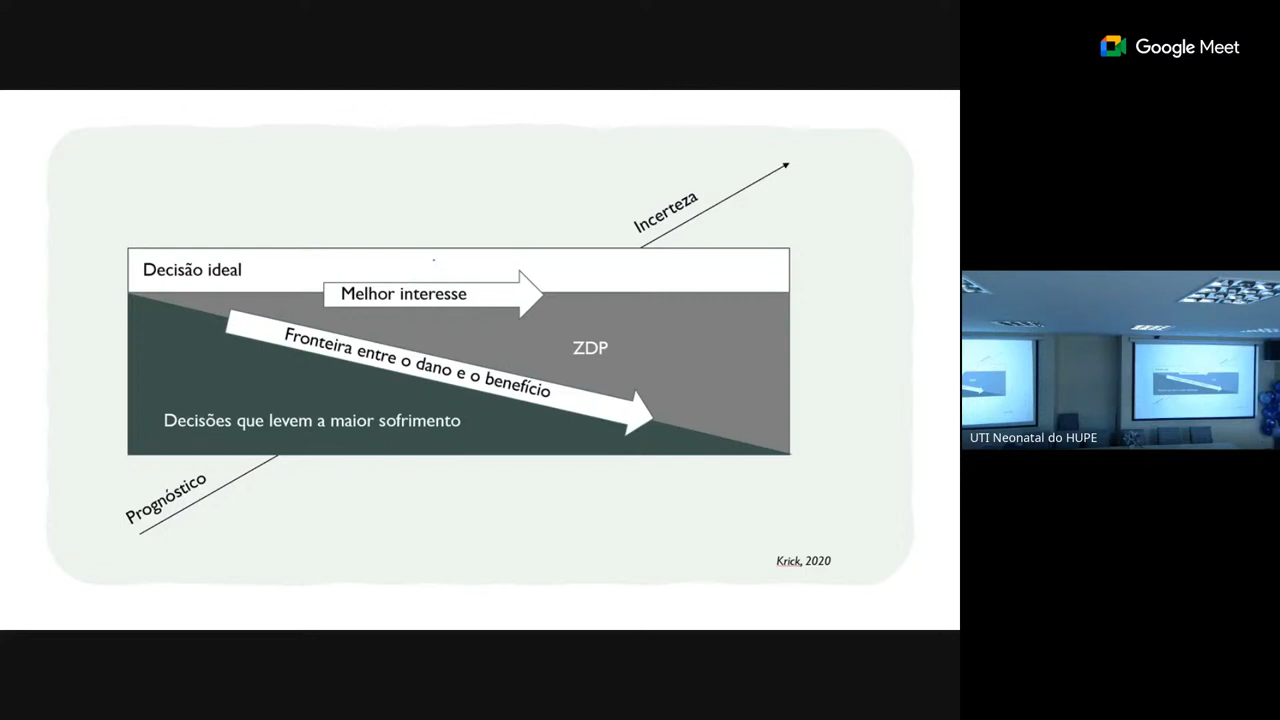 Google Meet
Incerteza
Decisão ideal
Melhor interesse
Fronteira entre o dano e o benefício
ZDP
Decisões que levem a maior sofrimento
Prognóstico
Krick, 2020
UTI Neonatal do HUPE